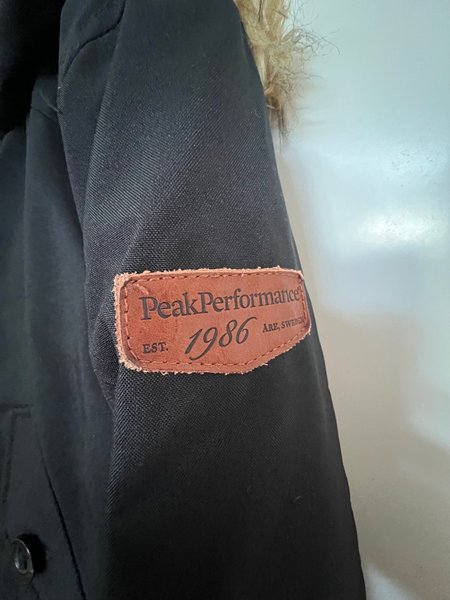 PeakPerformance®
EST. 1986 ÅRE, SWEDEN